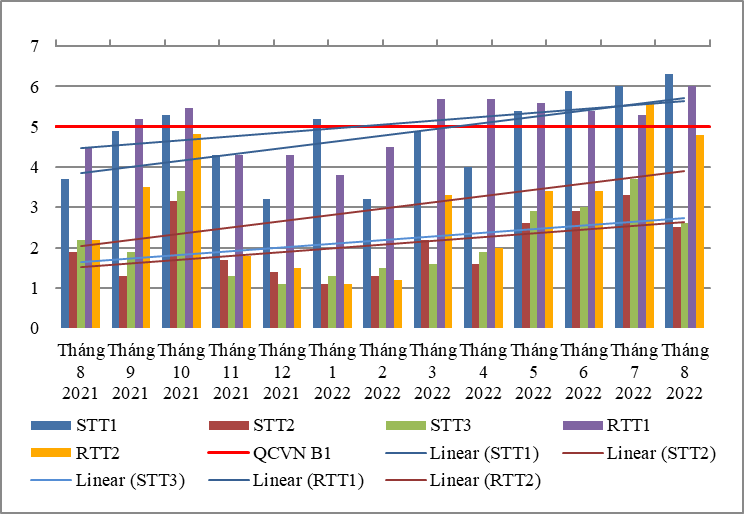 7
6
5
4
3
2
1
0
Tháng 8 2021
Tháng 9 2021
Tháng 10 2021
Tháng 11 2021
Tháng 12 2021
Tháng 1 2022
Tháng 2 2022
Tháng 3 2022
Tháng 4 2022
Tháng 5 2022
Tháng 6 2022
Tháng 7 2022
Tháng 8 2022
STT1 STT2 STT3 RTT1
RTT2 QCVN B1 Linear (STT1) Linear (STT2)
Linear (STT3) Linear (RTT1) Linear (RTT2)